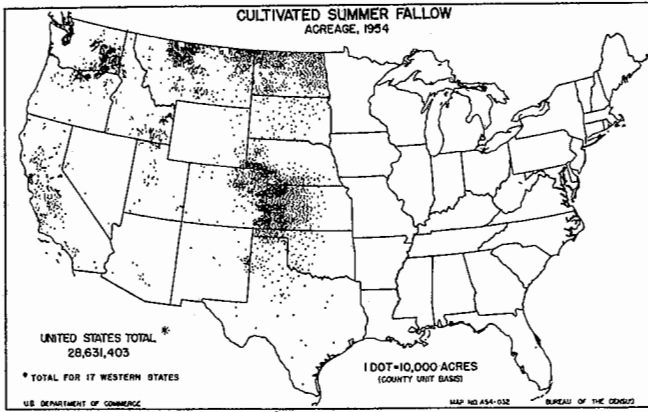 CULTIVATED SUMMER FALLOW
ACREAGE, 1954
UNITED STATES TOTAL *
28,631,403
* TOTAL FOR 17 WESTERN STATES
1 DOT=10,000 ACRES
(COUNTY UNIT BASIS)
U.S. DEPARTMENT OF COMMERCE
MAP NO. A54-032
BUREAU OF THE CENSUS